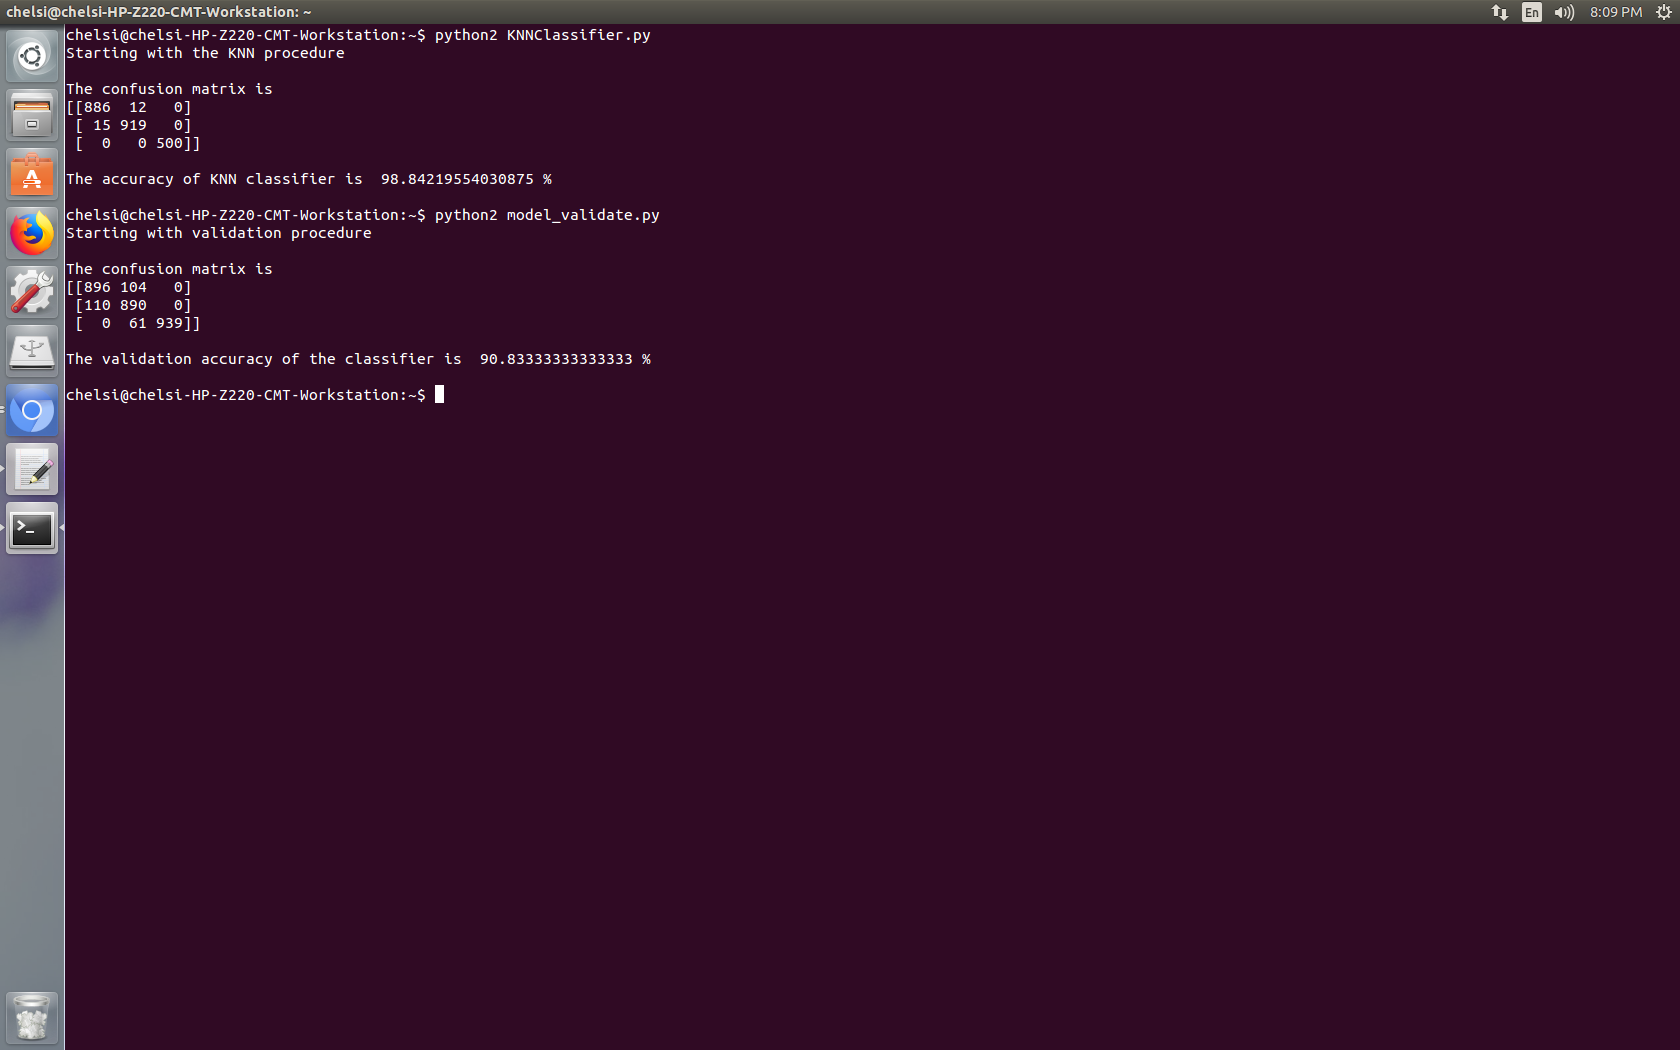 chelsi@chelsi-HP-Z220-CMT-Workstation: ~
En
8:09 PM
chelsi@chelsi-HP-Z220-CMT-Workstation:~$ python2 KNNClassifier.py
Starting with the KNN procedure
The confusion matrix is
[[886  12   0]
 [ 15 919   0]
 [  0   0 500]]
The accuracy of KNN classifier is  98.84219554030875 %
chelsi@chelsi-HP-Z220-CMT-Workstation:~$ python2 model_validate.py
Starting with validation procedure
The confusion matrix is
[[896 104   0]
 [110 890   0]
 [  0  61 939]]
The validation accuracy of the classifier is  90.83333333333333 %
chelsi@chelsi-HP-Z220-CMT-Workstation:~$